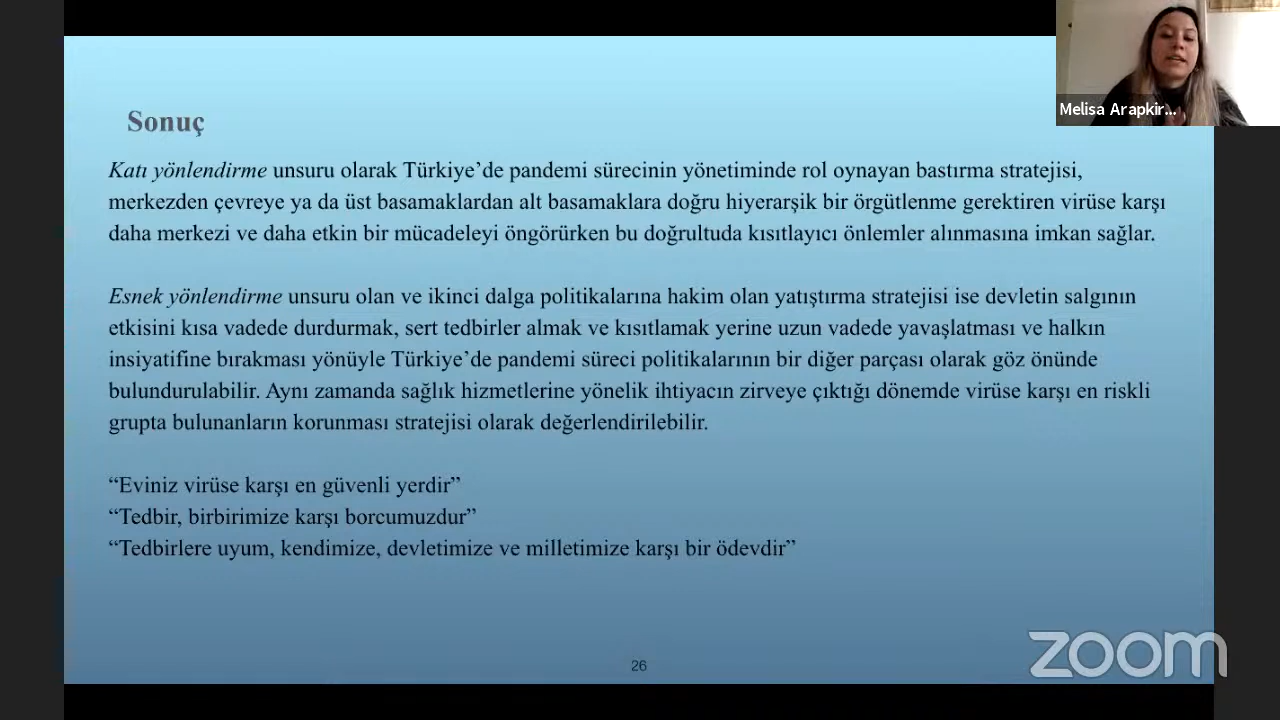 Melisa Arapkir...
Sonuç
Katı yönlendirme unsuru olarak Türkiye’de pandemi sürecinin yönetiminde rol oynayan bastırma stratejisi,
merkezden çevreye ya da üst basamaklardan alt basamaklara doğru hiyerarşik bir örgütlenme gerektiren virüse karşı
daha merkezi ve daha etkin bir mücadeleyi öngörürken bu doğrultuda kısıtlayıcı önlemler alınmasına imkan sağlar.
Esnek yönlendirme unsuru olan ve ikinci dalga politikalarına hakim olan yatıştırma stratejisi ise devletin salgının
etkisini kısa vadede durdurmak, sert tedbirler almak ve kısıtlamak yerine uzun vadede yavaşlatması ve halkın
insiyatifine bırakması yönüyle Türkiye’de pandemi süreci politikalarının bir diğer parçası olarak göz önünde
bulundurulabilir. Aynı zamanda sağlık hizmetlerine yönelik ihtiyacın zirveye çıktığı dönemde virüse karşı en riskli
grupta bulunanların korunması stratejisi olarak değerlendirilebilir.
“Eviniz virüse karşı en güvenli yerdir”
“Tedbir, birbirimize karşı borcumuzdur”
“Tedbirlere uyum, kendimize, devletimize ve milletimize karşı bir ödevdir”
26
zoom